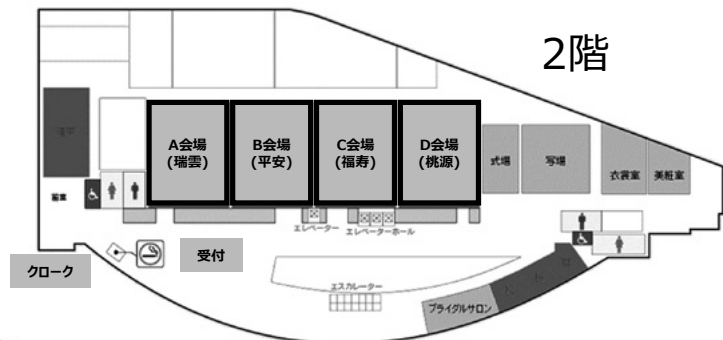 2階
A会場
(瑞雲)
B会場
(平安)
C会場
(福寿)
D会場
(桃源)
式場
写場
衣裳室
美粧室
エレベーター
エレベーターホール
受付
クローク
エスカレーター
ブライダルサロン